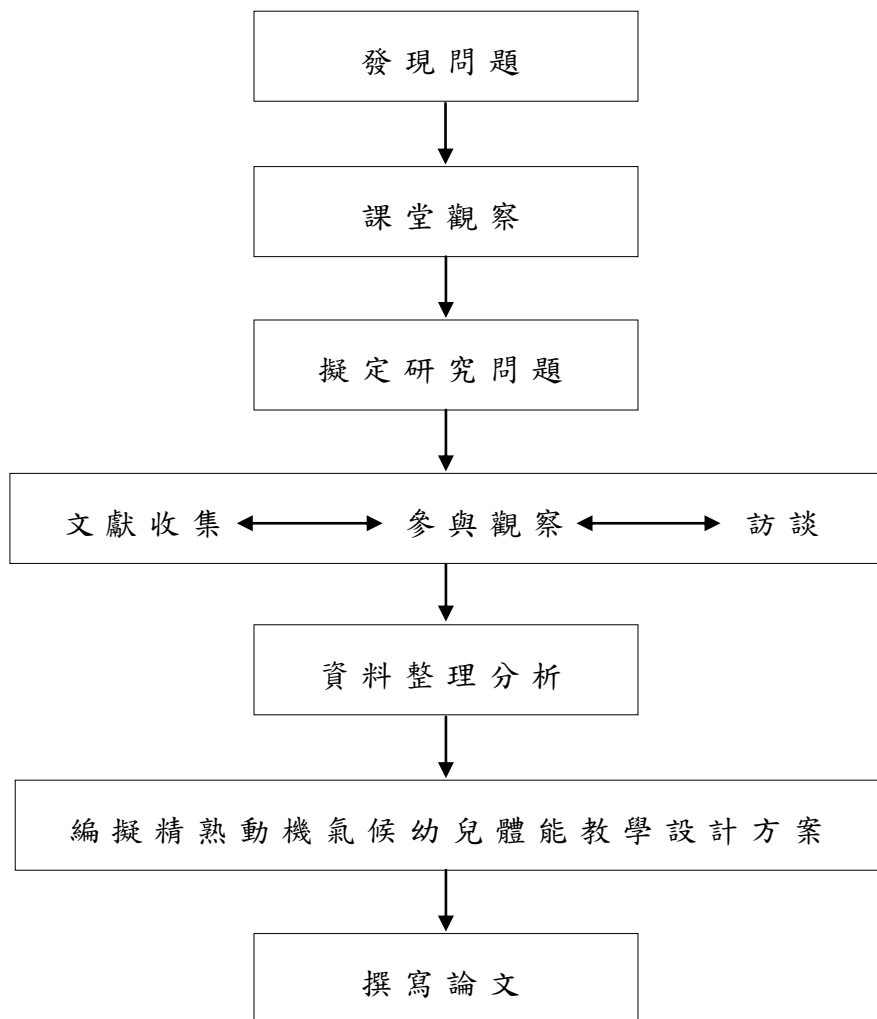 發現問題
課堂觀察
擬定研究問題
文獻收集 參與觀察 訪談
資料整理分析
編擬精熟動機氣候幼兒體能教學設計方案
撰寫論文